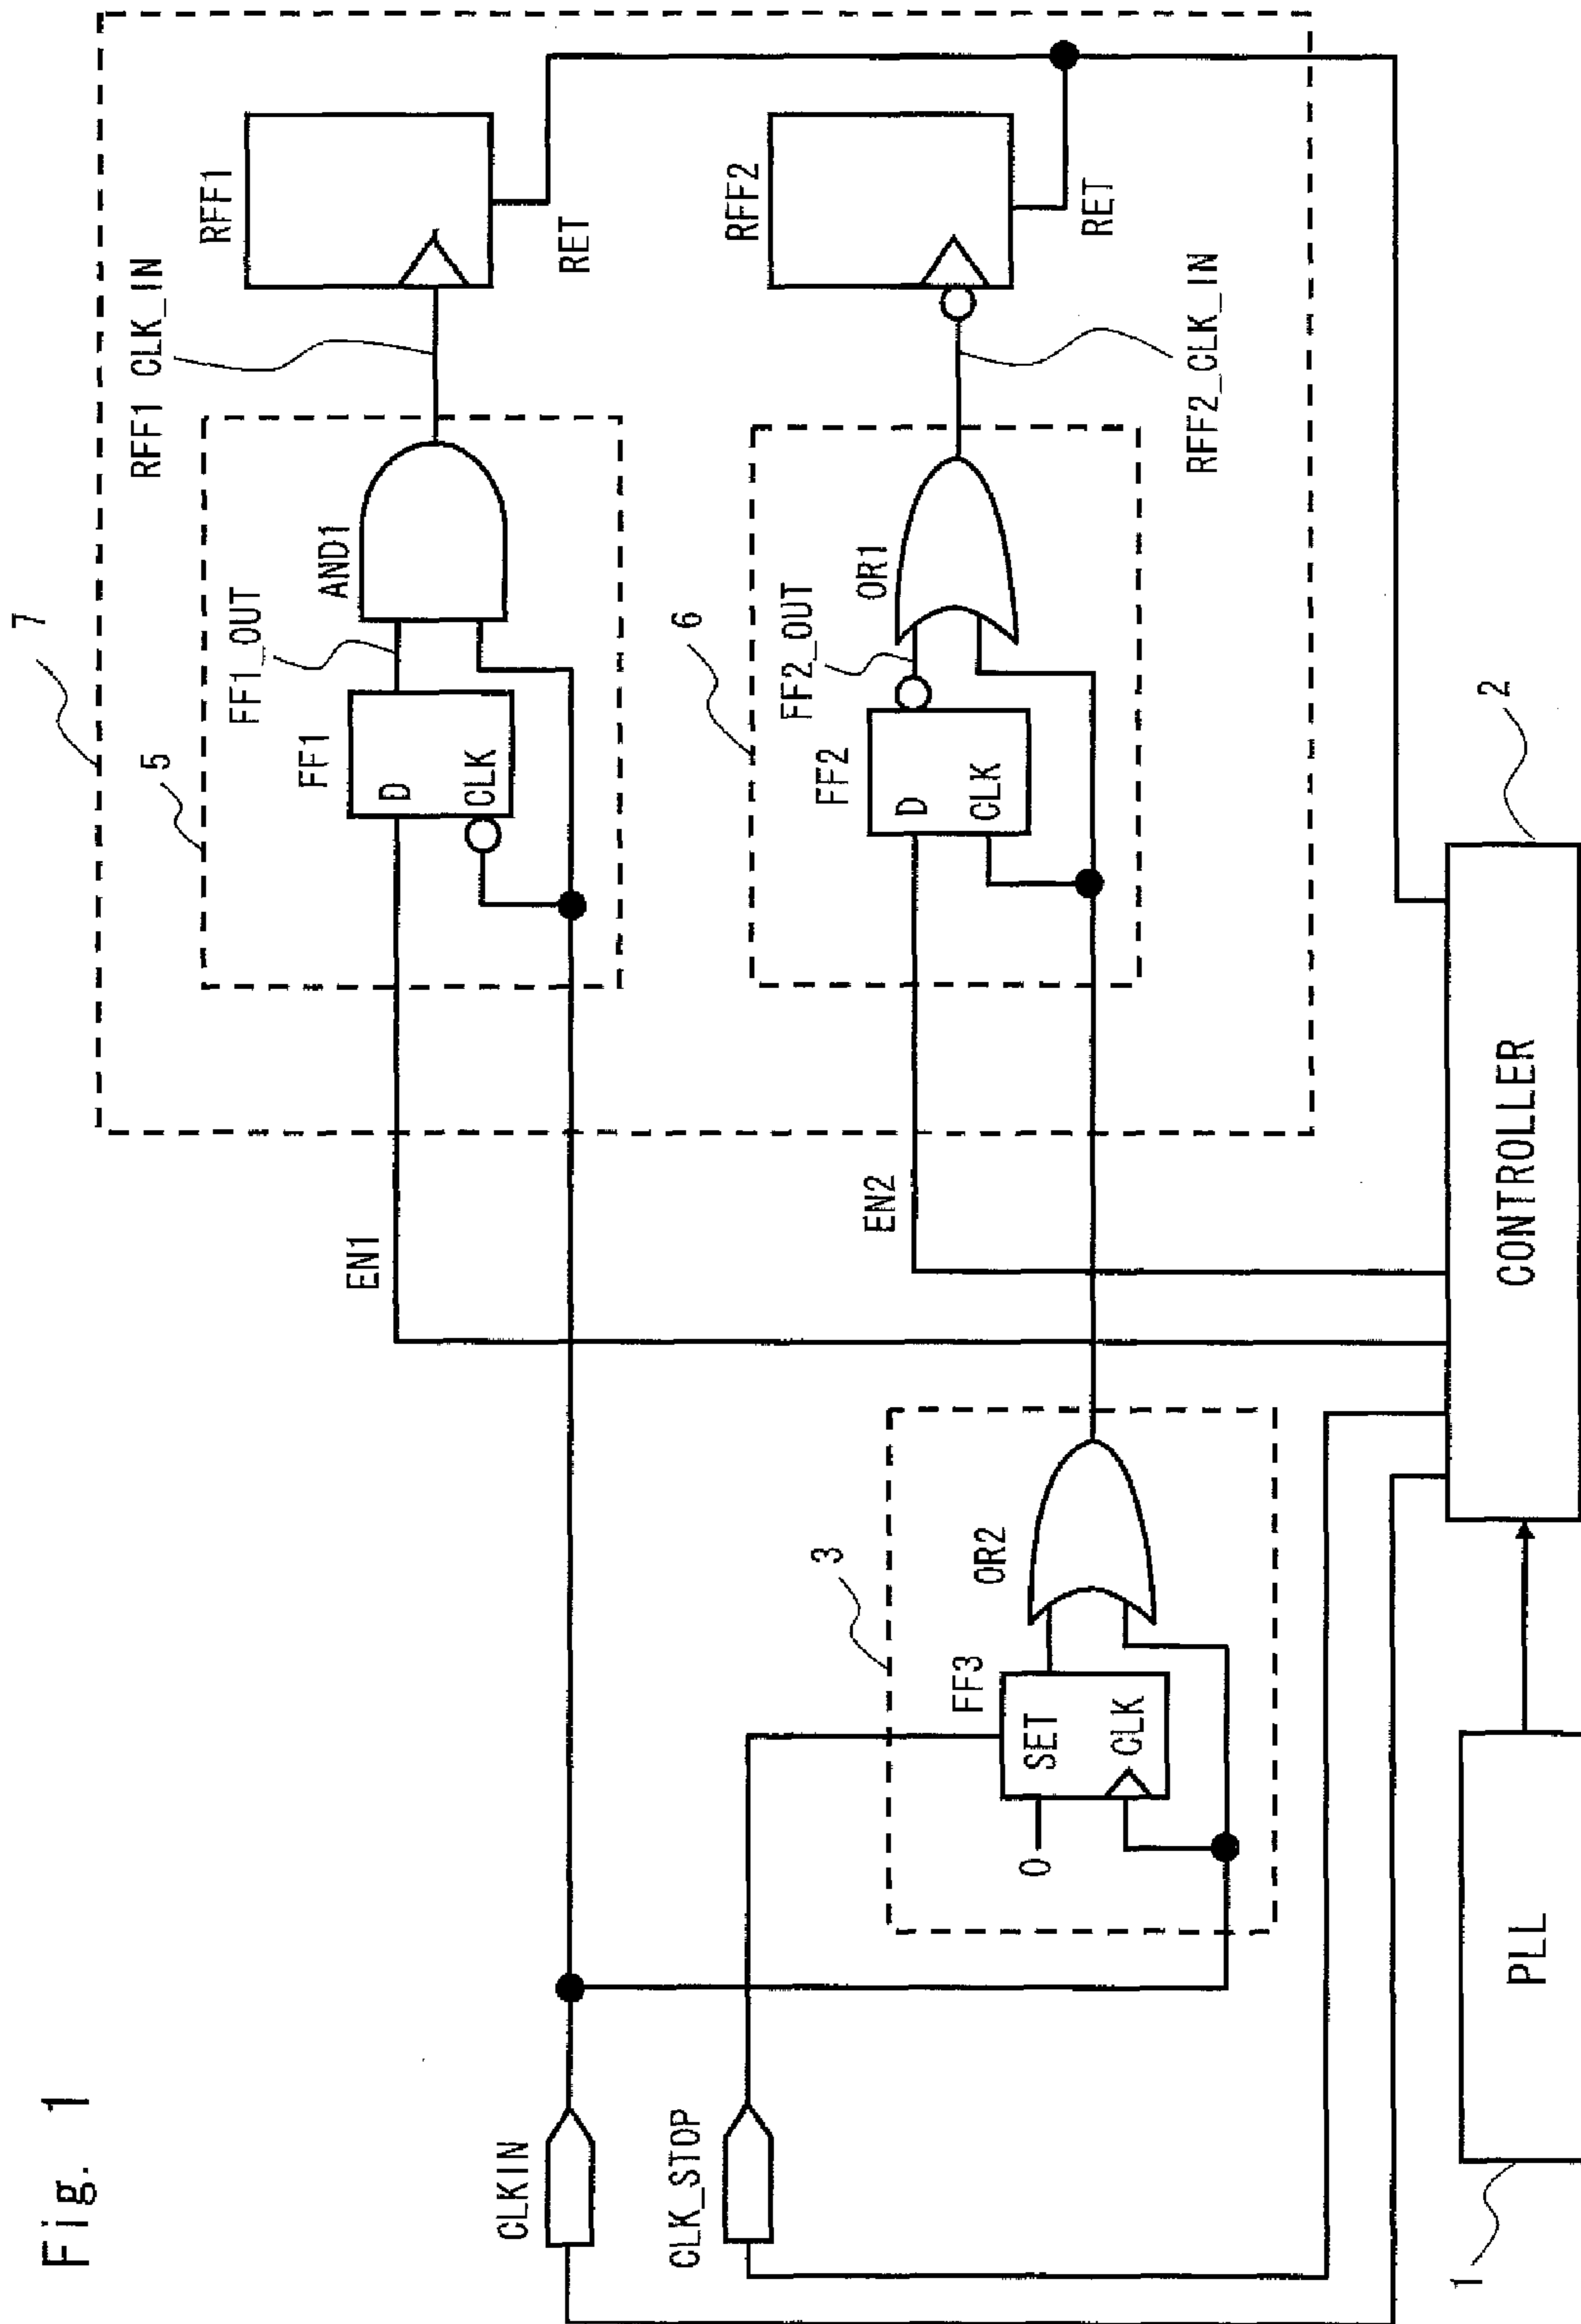 Fig. 1
7
5
RFF1 CLK_IN
RFF1
AND1
FF1_OUT
FF1
D
CLK
RET
EN1
CLKIN
6
RFF2
OR1
FF2_OUT
FF2
D
CLK
RET
RFF2_CLK_IN
EN2
CLK_STOP
3
OR2
FF3
SET
CLK
0
2
CONTROLLER
PLL
1